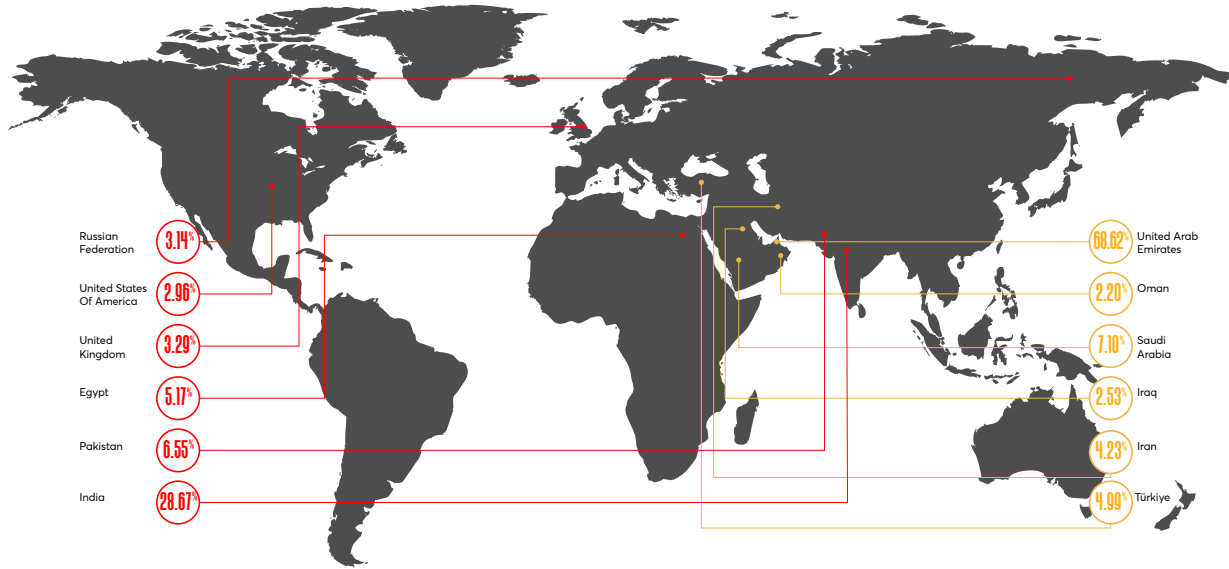 Russian
Federation
3.14%
United States
Of America
2.96%
United
Kingdom
3.29%
Egypt
5.17%
Pakistan
6.55%
India
28.67%
68.62%
United Arab
Emirates
2.20%
Oman
7.10%
Saudi
Arabia
2.53%
Iraq
4.23%
Iran
4.99%
Türkiye